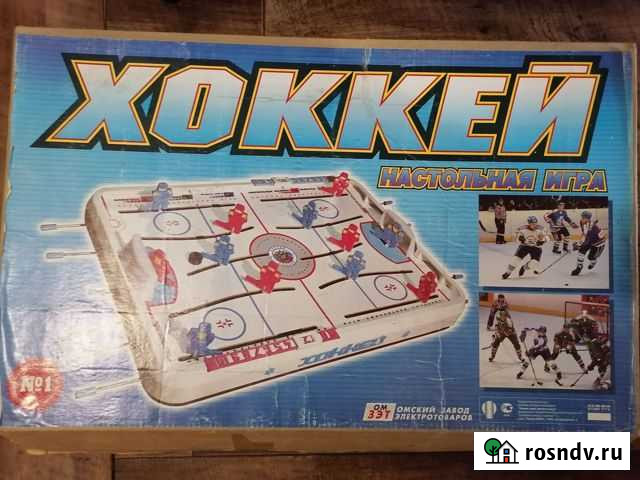 ХОККЕЙ
НАСТОЛЬНАЯ ИГРА
ХОККЕЙ
№1
ОМ
ЗЭТ
ОМСКИЙ ЗАВОД
ЭЛЕКТРОТОВАРОВ
rosndv.ru